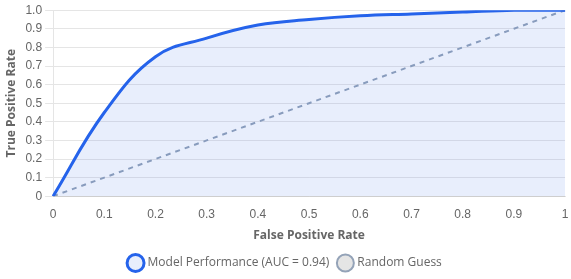 True Positive Rate
1.0
0.9
0.8
0.7
0.6
0.5
0.4
0.3
0.2
0.1
0
0 0.1 0.2 0.3 0.4 0.5 0.6 0.7 0.8 0.9 1
False Positive Rate
Model Performance (AUC = 0.94) Random Guess